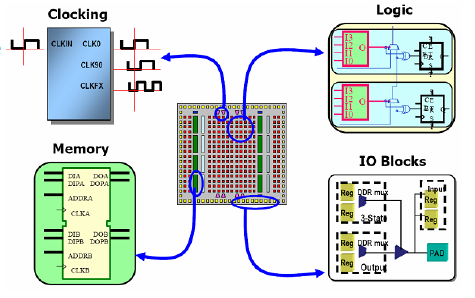 Clocking
CLKIN CLK0
CLK90
CLKFX
Logic
I3
I2
I1
I0
O
CE
D
CK
S
I3
I2
I1
I0
O
CE
D
CK
S
Memory
DIA DOA
DIPA DOPA
ADDRA
CLKA
DIB DOB
DIPB DOPB
ADDRB
CLKB
IO Blocks
Reg DDR mux Input
Reg Reg
3-State Reg
Reg DDR mux
Reg PAD
Output